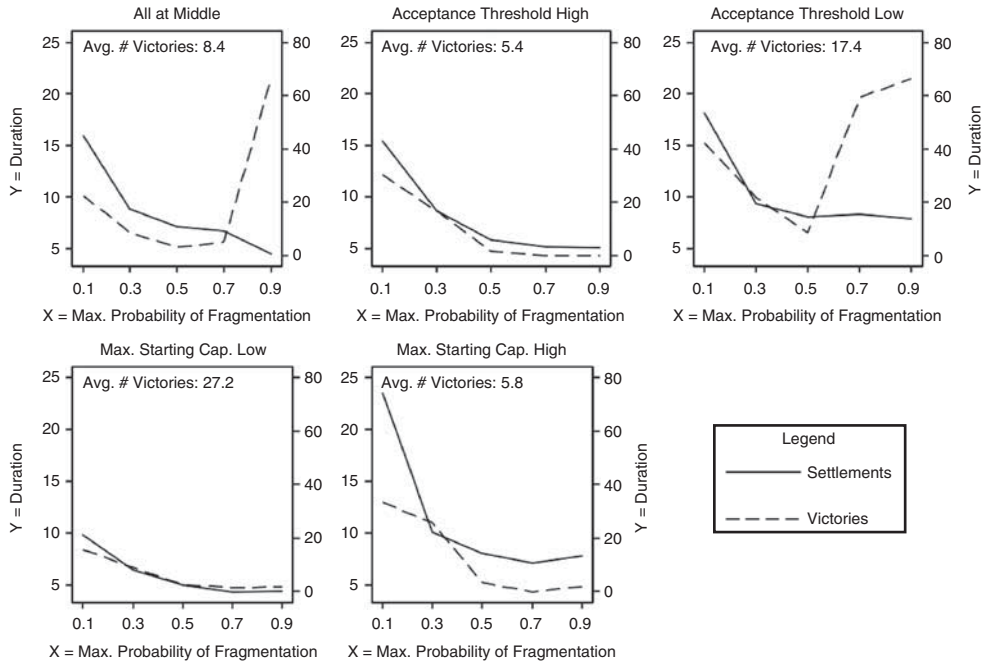 All at Middle
Acceptance Threshold High
Acceptance Threshold Low
Avg. # Victories: 8.4
Avg. # Victories: 5.4
Avg. # Victories: 17.4
25
20
15
10
5
80
60
40
20
0
25
20
15
10
5
80
60
40
20
0
25
20
15
10
5
80
60
40
20
0
Y = Duration
Y = Duration
0.1 0.3 0.5 0.7 0.9
0.1 0.3 0.5 0.7 0.9
0.1 0.3 0.5 0.7 0.9
X = Max. Probability of Fragmentation
X = Max. Probability of Fragmentation
X = Max. Probability of Fragmentation
Max. Starting Cap. Low
Max. Starting Cap. High
Avg. # Victories: 27.2
Avg. # Victories: 5.8
25
20
15
10
5
80
60
40
20
0
25
20
15
10
5
80
60
40
20
0
Y = Duration
Y = Duration
0.1 0.3 0.5 0.7 0.9
0.1 0.3 0.5 0.7 0.9
X = Max. Probability of Fragmentation
X = Max. Probability of Fragmentation
Legend
Settlements
Victories